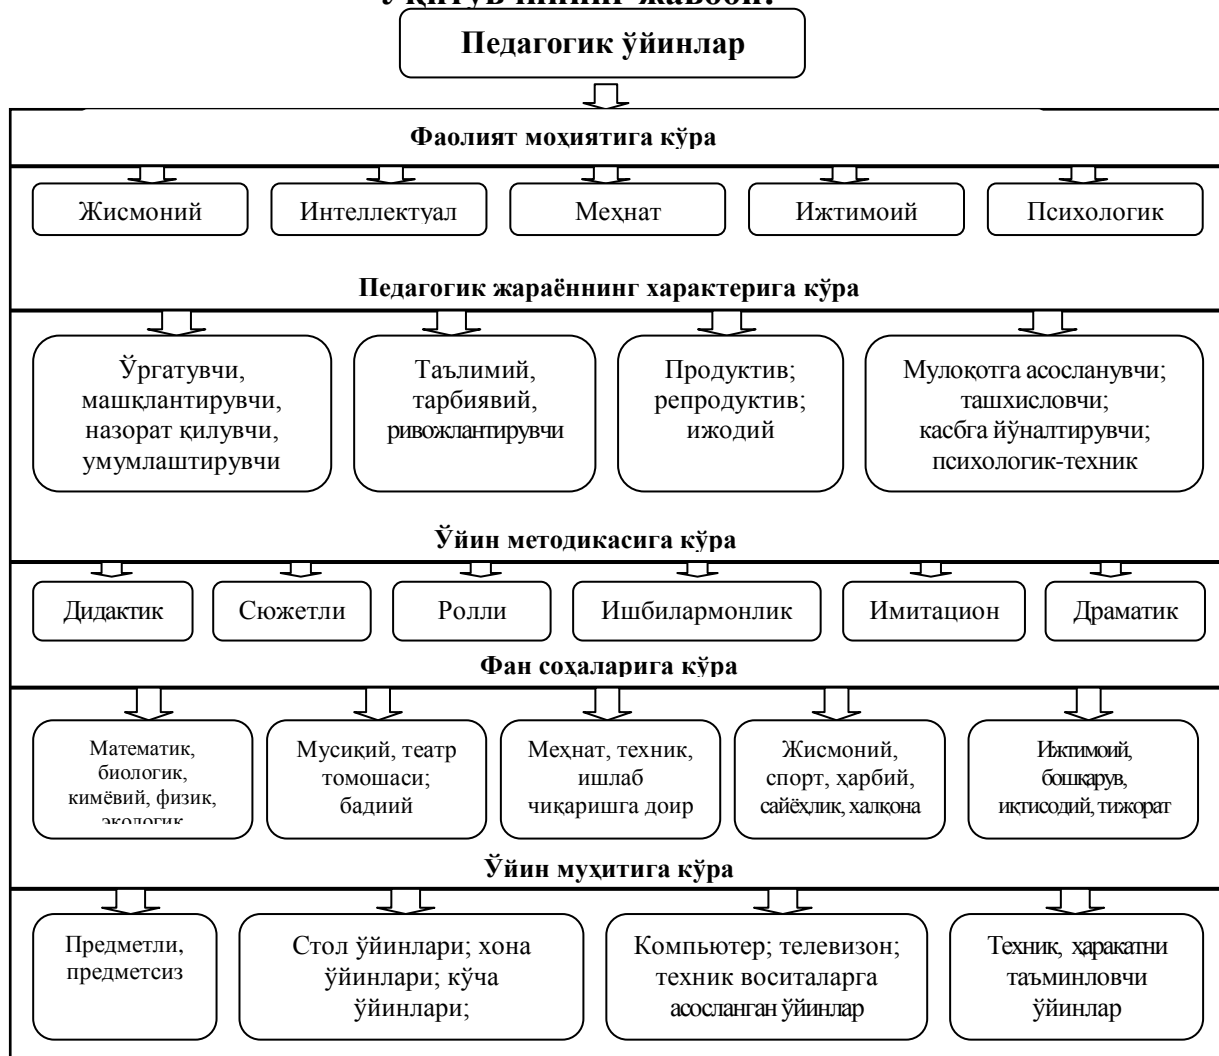 Педагогик ўйинлар
Фаолият моҳиятига кўра
Жисмоний
Интеллектуал
Меҳнат
Ижтимоий
Психологик
Педагогик жараённинг характерига кўра
Ўргатувчи,
машқлантирувчи,
назорат қилувчи,
умумлаштирувчи
Таълимий,
тарбиявий,
ривожлантирувчи
Продуктив;
репродуктив;
ижодий
Мулоқотга асосланувчи;
ташхисловчи;
касбга йўналтирувчи;
психологик-техник
Ўйин методикасига кўра
Дидактик
Сюжетли
Ролли
Ишбилармонлик
Имитацион
Драматик
Фан соҳаларига кўра
Математик,
биологик,
кимёвий, физик,
экологик
Мусиқий, театр
томошаси;
бадиий
Меҳнат, техник,
ишлаб
чиқаришга доир
Жисмоний,
спорт, ҳарбий,
сайёҳлик, халқона
Ижтимоий,
бошқарув,
иқтисодий, тижорат
Ўйин муҳитига кўра
Предметли,
предметсиз
Стол ўйинлари; хона
ўйинлари; кўча
ўйинлари;
Компьютер; телевизон;
техник воситаларга
асосланган ўйинлар
Техник, ҳаракатни
таъминловчи
ўйинлар